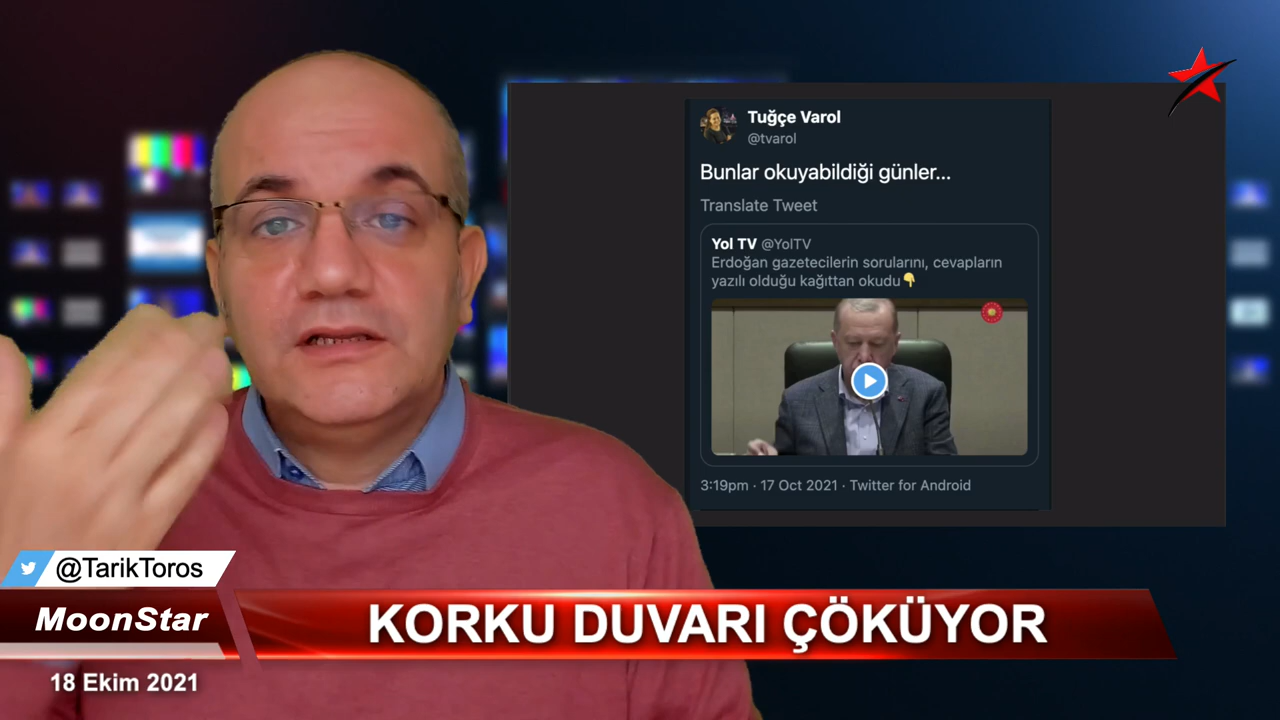 Tuğçe Varol
@tvarol
Bunlar okuyabildiği günler...
Translate Tweet
Yol TV @YolTV
Erdoğan gazetecilerin sorularını, cevapların
yazılı olduğu kağıttan okudu👇
3:19pm · 17 Oct 2021 · Twitter for Android
@TarikToros
MoonStar
KORKU DUVARI ÇÖKÜYOR
18 Ekim 2021